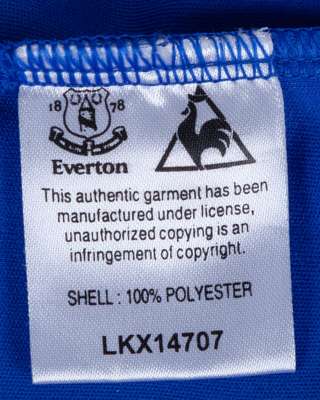 18 78
Everton
This authentic garment has been
manufactured under license,
unauthorized copying is an
infringement of copyright.
SHELL : 100% POLYESTER
LKX14707